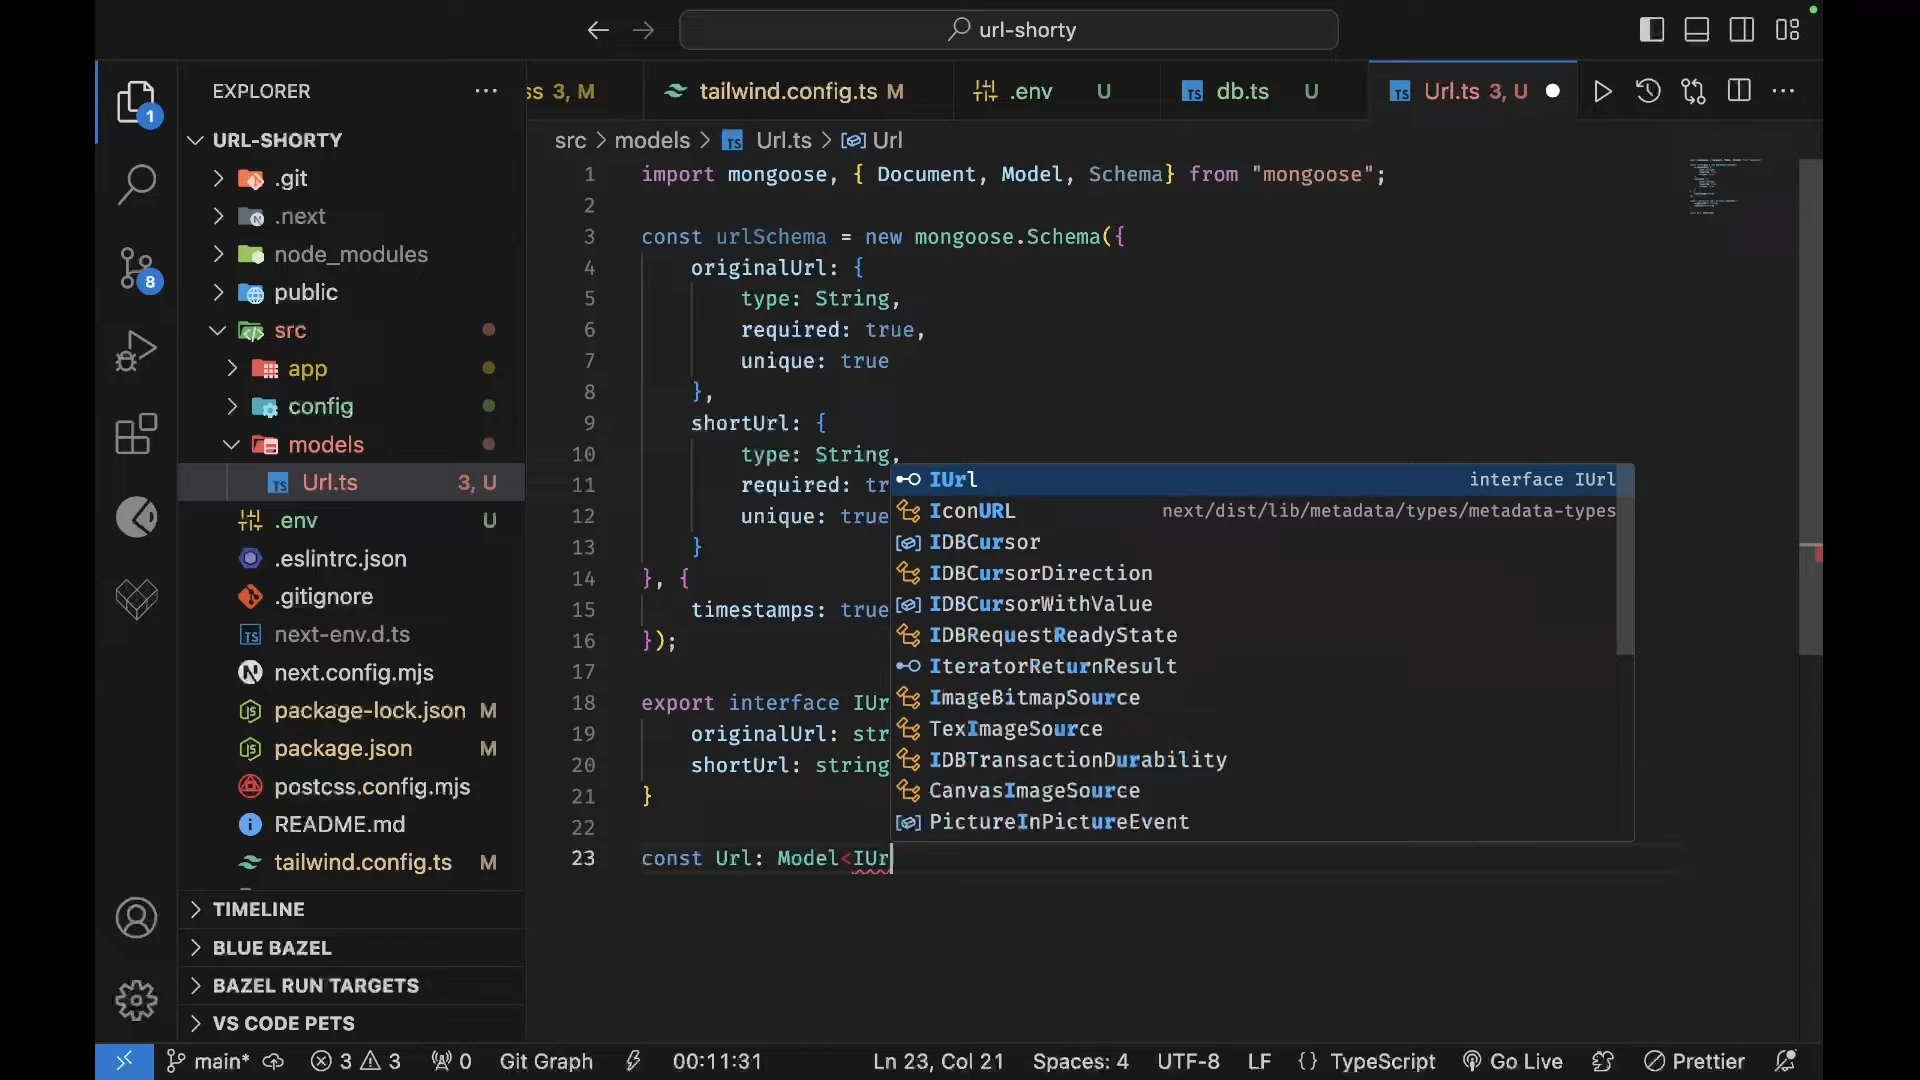 url-shorty
EXPLORER
ss 3, M
tailwind.config.ts M
.env U
db.ts U
Url.ts 3, U
URL-SHORTY
.git
.next
node_modules
public
src
app
config
models
Url.ts 3, U
.env U
.eslintrc.json
.gitignore
next-env.d.ts
next.config.mjs
package-lock.json M
package.json M
postcss.config.mjs
README.md
tailwind.config.ts M
TIMELINE
BLUE BAZEL
BAZEL RUN TARGETS
VS CODE PETS
1
8
src > models > TS Url.ts > Url
1 import mongoose, { Document, Model, Schema} from "mongoose";
2
3 const urlSchema = new mongoose.Schema({
4 originalUrl: {
5 type: String,
6 required: true,
7 unique: true
8 },
9 shortUrl: {
10 type: String,
11 required: tr
12 unique: true
13 }
14 }, {
15 timestamps: true
16 });
17
18 export interface IUr
19 originalUrl: str
20 shortUrl: string
21 }
22
23 const Url: Model<IUr
IUrl interface IUrl
IconURL next/dist/lib/metadata/types/metadata-types
IDBCursor
IDBCursorDirection
IDBCursorWithValue
IDBRequestReadyState
IteratorReturnResult
ImageBitmapSource
TexImageSource
IDBTransactionDurability
CanvasImageSource
PictureInPictureEvent
main* 3 3 0 Git Graph 00:11:31 Ln 23, Col 21 Spaces: 4 UTF-8 LF {} TypeScript Go Live Prettier